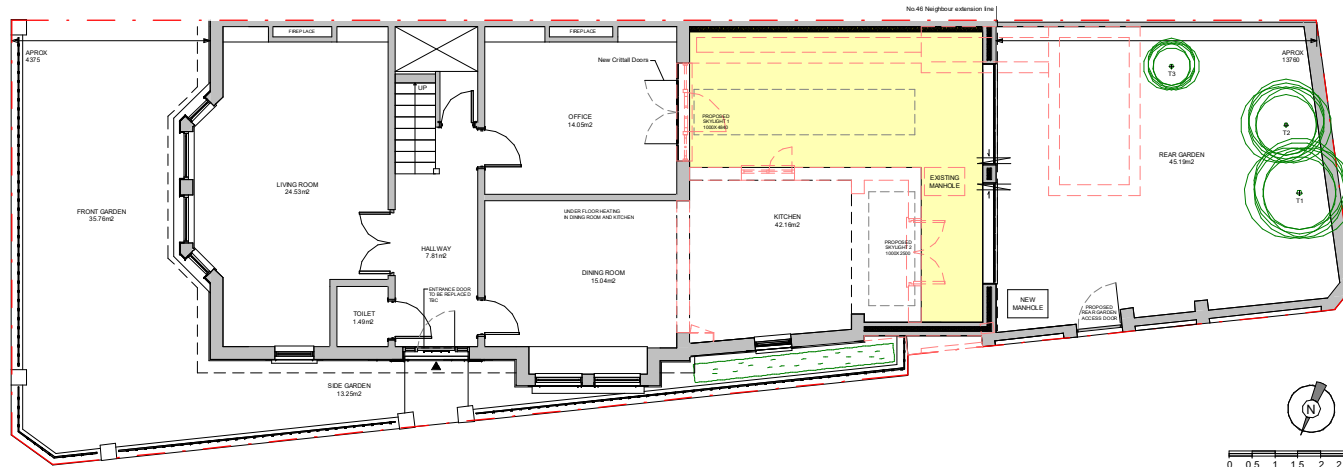 No.46 Neighbour extension line
APROX
4375
FIREPLACE
FIREPLACE
New Crittall Doors
APROX
13760
UP
OFFICE
14.05m2
PROPOSED
SKYLIGHT 1
T3
T2
T1
REAR GARDEN
45.19m2
LIVING ROOM
24.53m2
EXISTING
MANHOLE
FRONT GARDEN
35.76m2
UNDER FLOOR HEATING
IN DINING ROOM AND KITCHEN
KITCHEN
42.16m2
HALLWAY
7.81m2
PROPOSED
SKYLIGHT 2
1000X2500
DINING ROOM
15.04m2
ENTRANCE DOOR
TO BE REPLACED
TBC
TOILET
1.49m2
NEW
MANHOLE
PROPOSED
REAR GARDEN
ACCESS DOOR
SIDE GARDEN
13.25m2
N
0 0.5 1 1.5 2